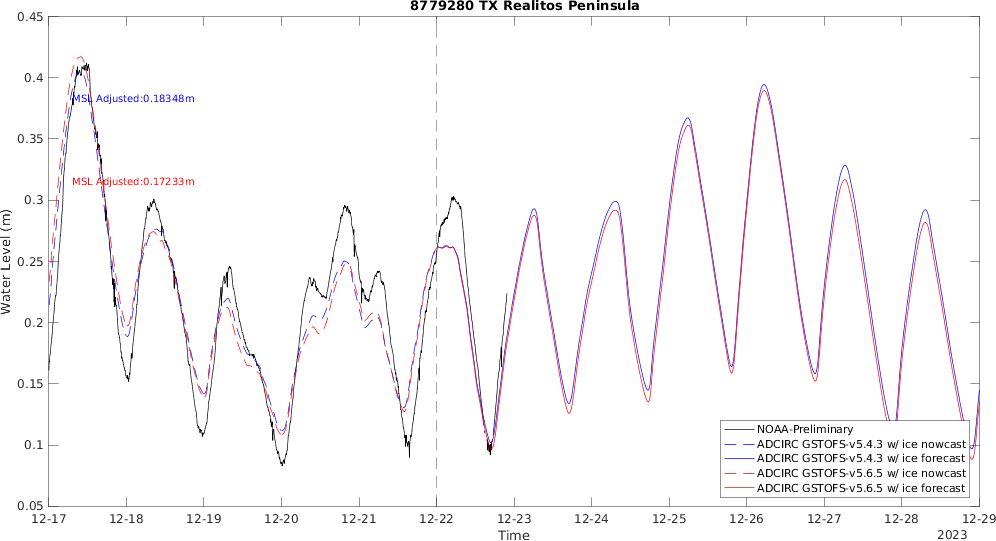 8779280 TX Realitos Peninsula
0.45
0.4
0.35
0.3
0.25
0.2
0.15
0.1
0.05
Water Level (m)
MSL Adjusted:0.18348m
MSL Adjusted:0.17233m
NOAA-Preliminary
ADCIRC GSTOFS-v5.4.3 w/ ice nowcast
ADCIRC GSTOFS-v5.4.3 w/ ice forecast
ADCIRC GSTOFS-v5.6.5 w/ ice nowcast
ADCIRC GSTOFS-v5.6.5 w/ ice forecast
12-17 12-18 12-19 12-20 12-21 12-22 12-23 12-24 12-25 12-26 12-27 12-28 12-29
Time
2023